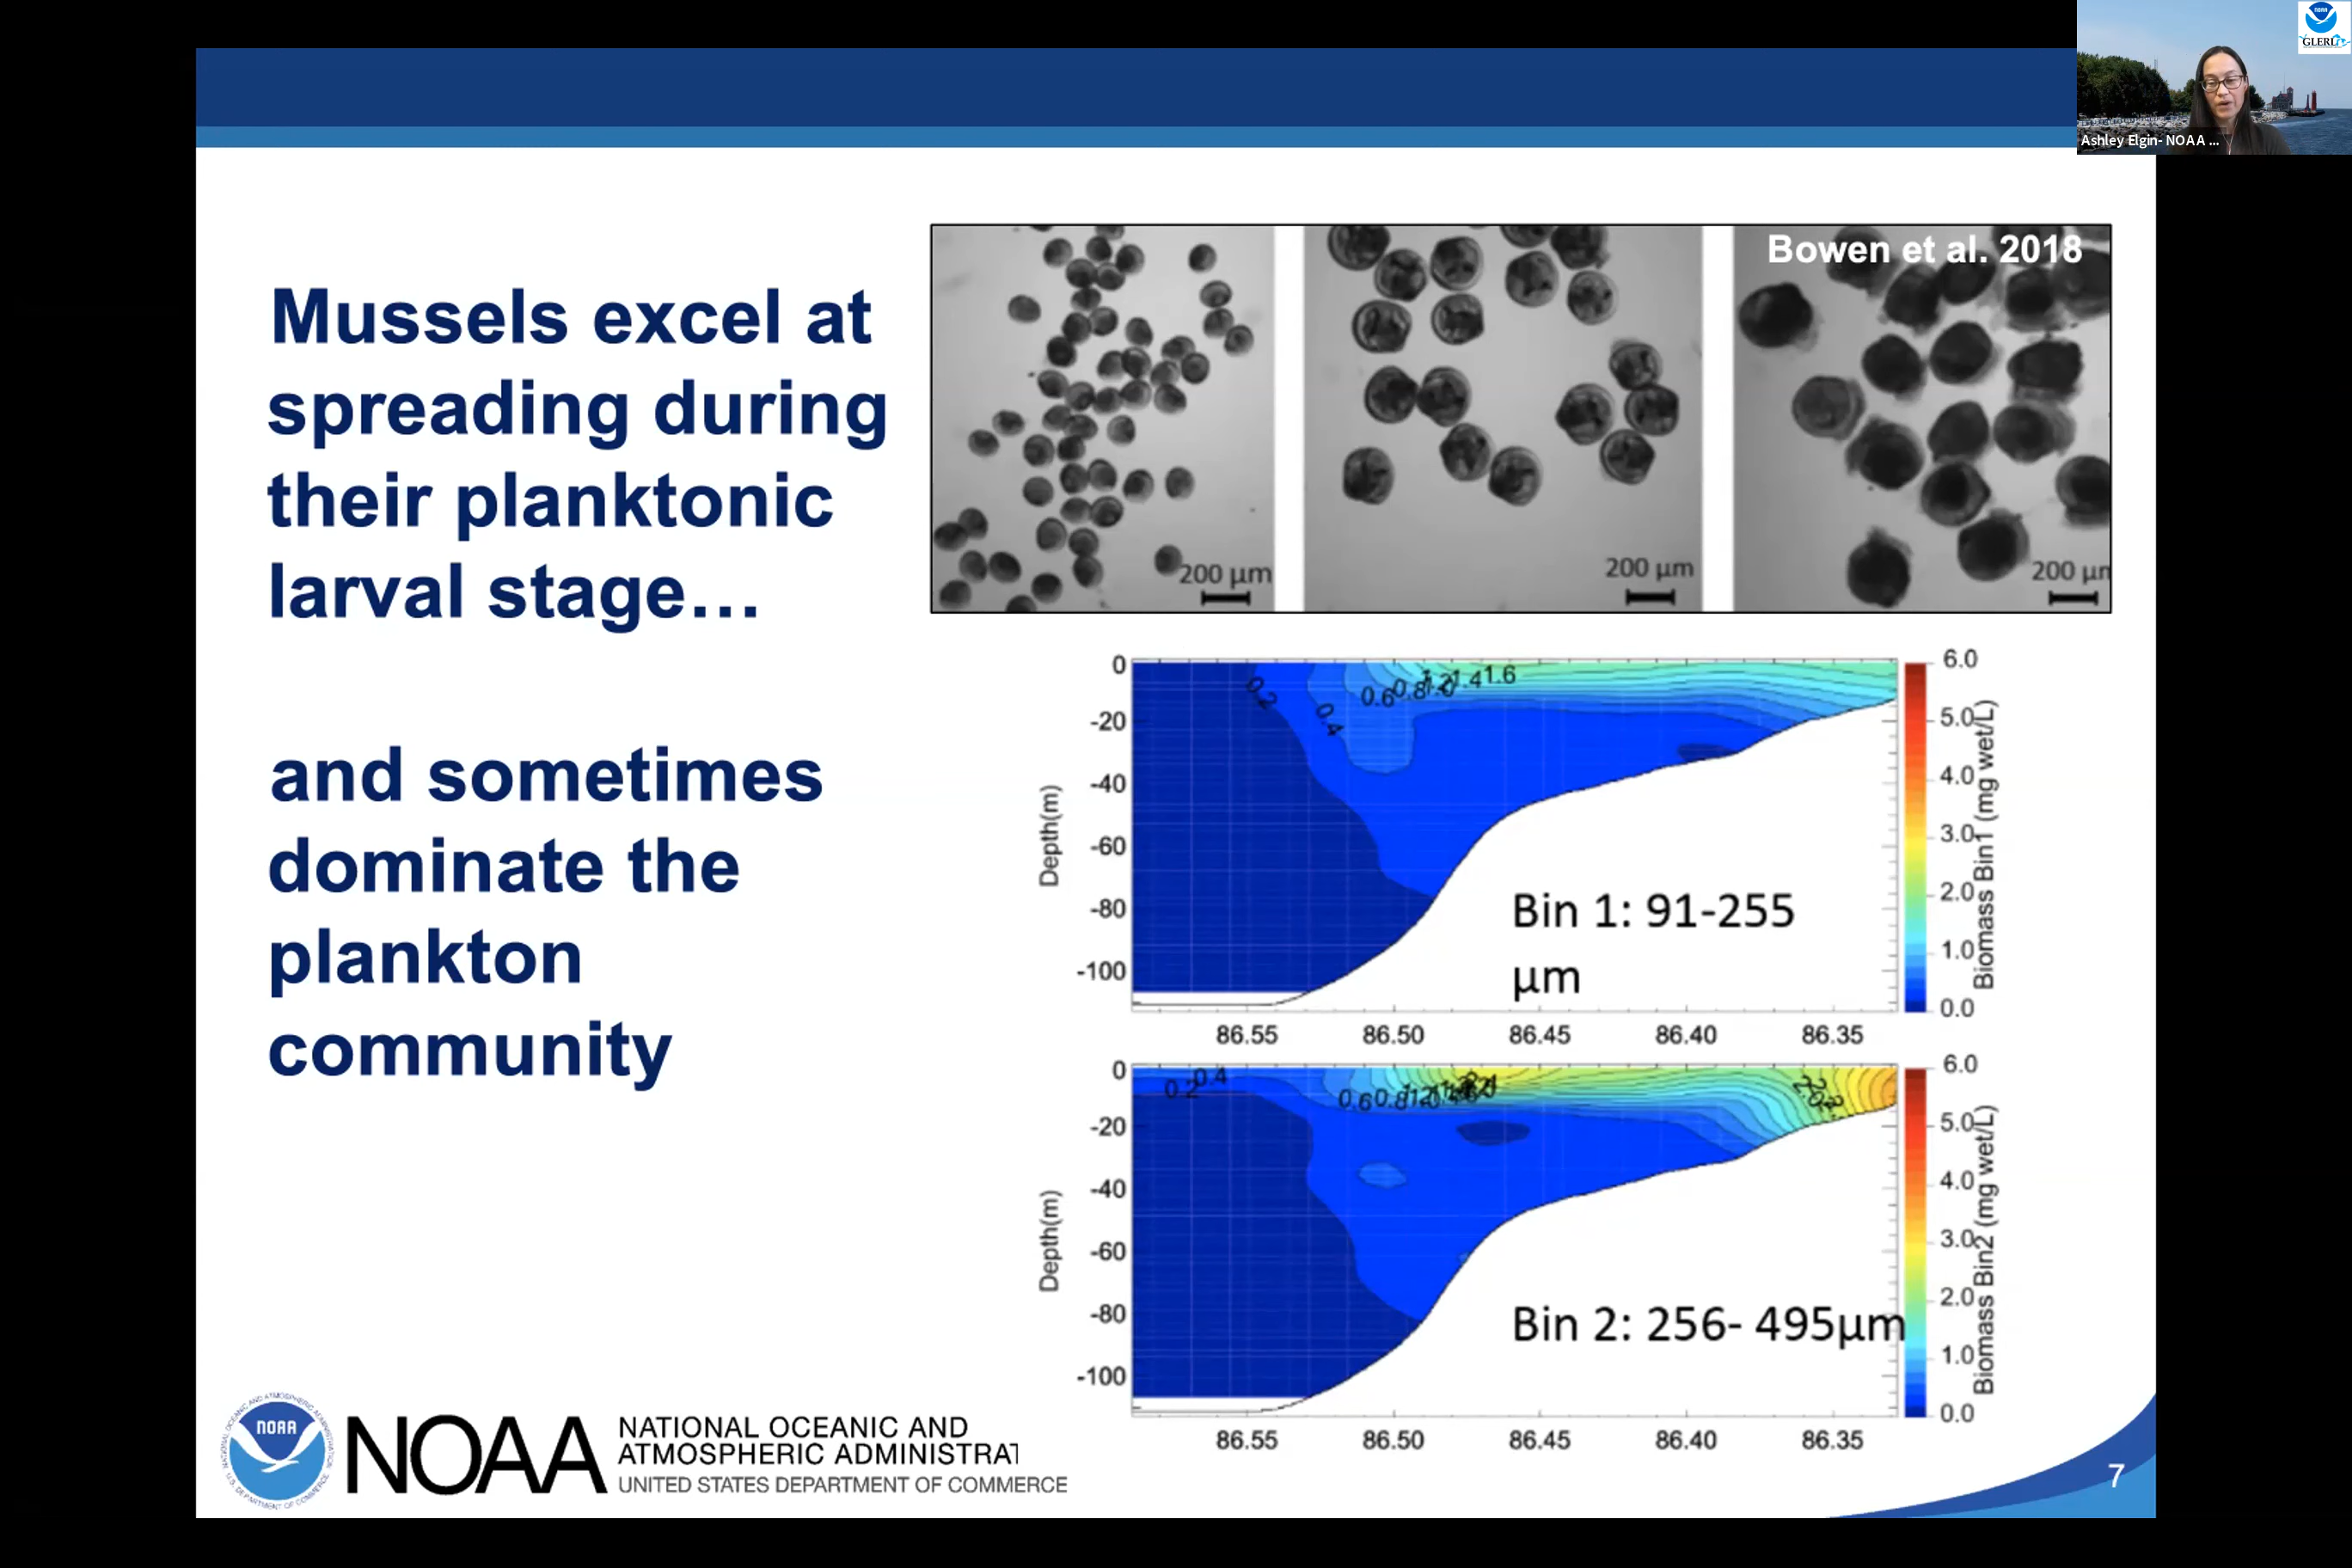 NOAA
GLERL
Ashley Elgin- NOAA ...
Mussels excel at
spreading during
their planktonic
larval stage…
and sometimes
dominate the
plankton
community
Bowen et al. 2018
200 µm
200 µm
200 µm
0
-20
-40
-60
-80
-100
Depth(m)
0.2
0.4
0.6
0.8
1.4
1.6
Bin 1: 91-255
µm
6.0
5.0
4.0
3.0
2.0
1.0
0.0
Biomass Bin1 (mg wet/L)
86.55
86.50
86.45
86.40
86.35
0
-20
-40
-60
-80
-100
Depth(m)
0.2
0.4
0.6
0.8
Bin 2: 256- 495µm
6.0
5.0
4.0
3.0
2.0
1.0
0.0
Biomass Bin2 (mg wet/L)
86.55
86.50
86.45
86.40
86.35
NOAA
NOAA
NATIONAL OCEANIC AND
ATMOSPHERIC ADMINISTRAT
UNITED STATES DEPARTMENT OF COMMERCE
7